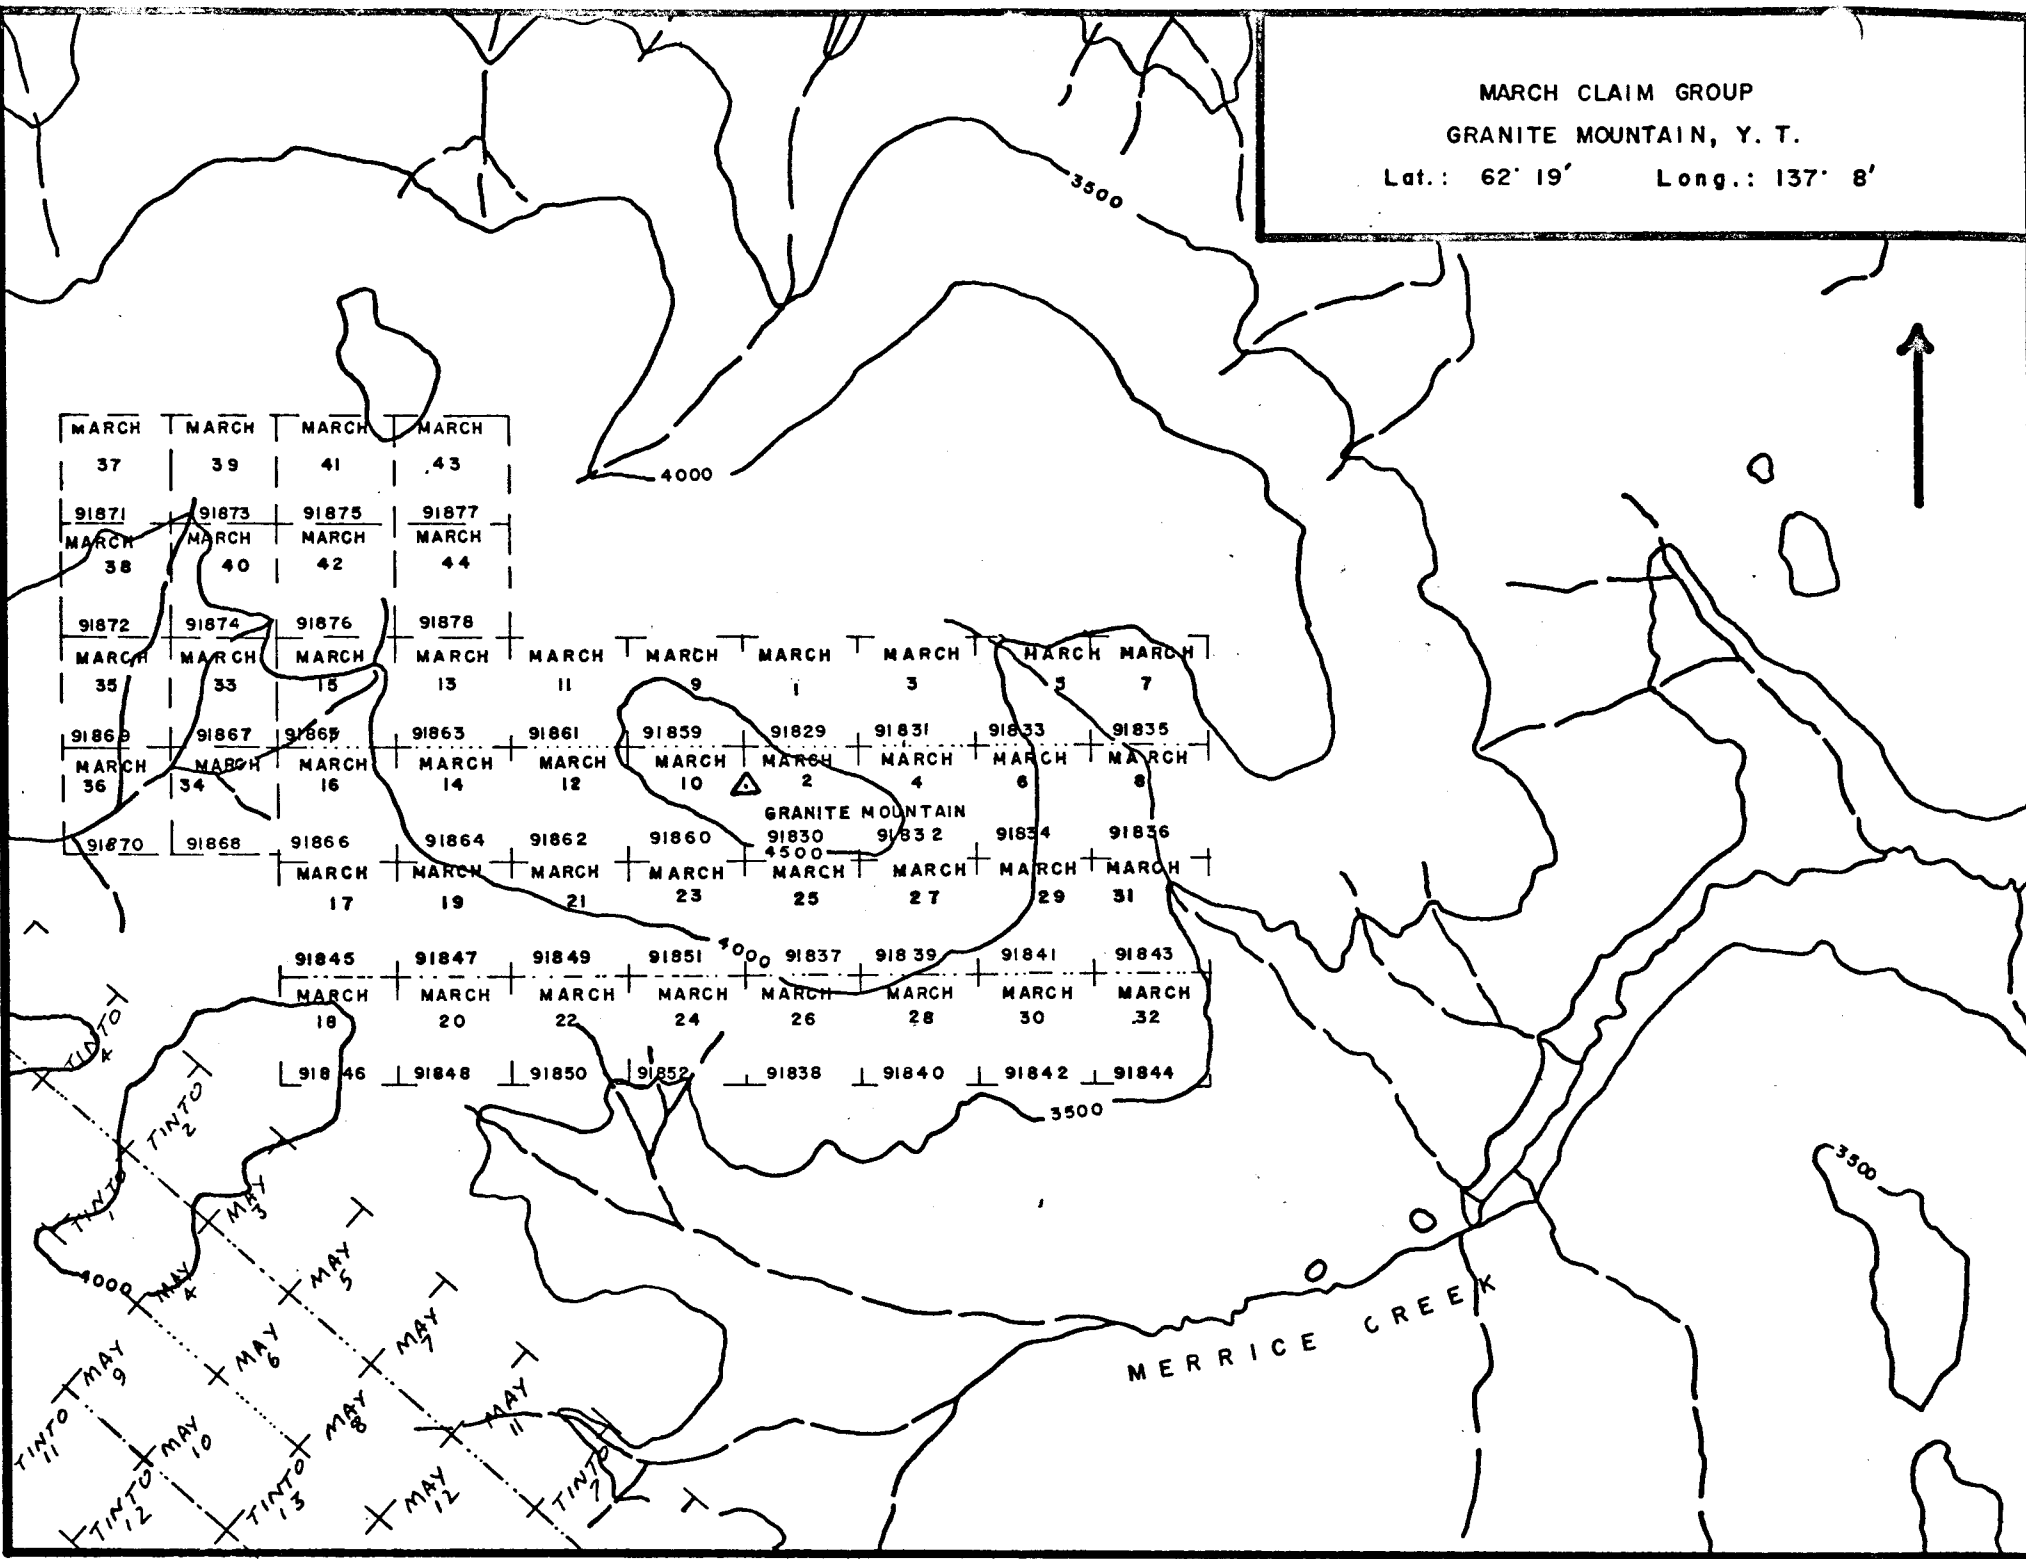 MARCH CLAIM GROUP
GRANITE MOUNTAIN, Y. T.
Lat.: 62° 19′ Long.: 137° 8′
3500
4000
MARCH MARCH MARCH MARCH
37 39 41 43
91871 91873 91875 91877
MARCH MARCH MARCH MARCH
38 40 42 44
91872 91874 91876 91878
MARCH MARCH MARCH MARCH MARCH MARCH MARCH MARCH MARCH MARCH
35 33 15 13 11 9 1 3 5 7
91869 91867 91865 91863 91861 91859 91829 91831 91833 91835
MARCH MARCH MARCH MARCH MARCH MARCH MARCH MARCH MARCH MARCH
36 34 16 14 12 10 2 4 6 8
GRANITE MOUNTAIN
91870 91868 91866 91864 91862 91860 91830 91832 91834 91836
4500
MARCH MARCH MARCH MARCH MARCH MARCH MARCH MARCH
17 19 21 23 25 27 29 31
4000
91845 91847 91849 91851 91837 91839 91841 91843
MARCH MARCH MARCH MARCH MARCH MARCH MARCH MARCH
18 20 22 24 26 28 30 32
91846 91848 91850 91852 91838 91840 91842 91844
3500
TINTO
4
TINTO
2
TINTO
1
MAY
3
3500
4000
MAY
4
MAY
5
MAY
7
MAY
6
MAY
9
MAY
11
MAY
8
MAY
10
TINTO
11
TINTO
12
TINTO
13
MAY
12
TINTO
7
MERRICE CREEK